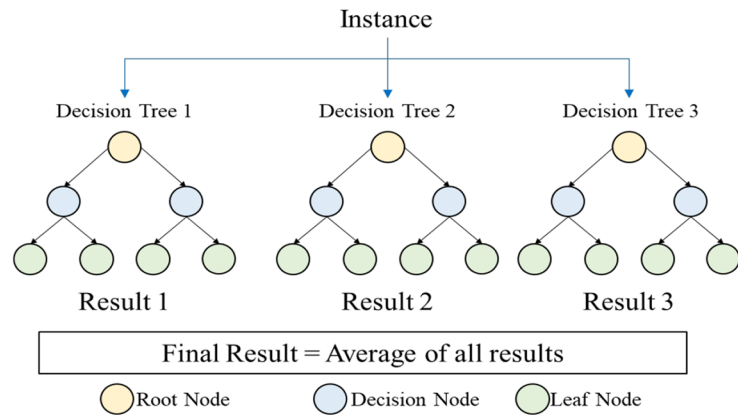 Instance
Decision Tree 1
Decision Tree 2
Decision Tree 3
Result 1
Result 2
Result 3
Final Result = Average of all results
Root Node
Decision Node
Leaf Node